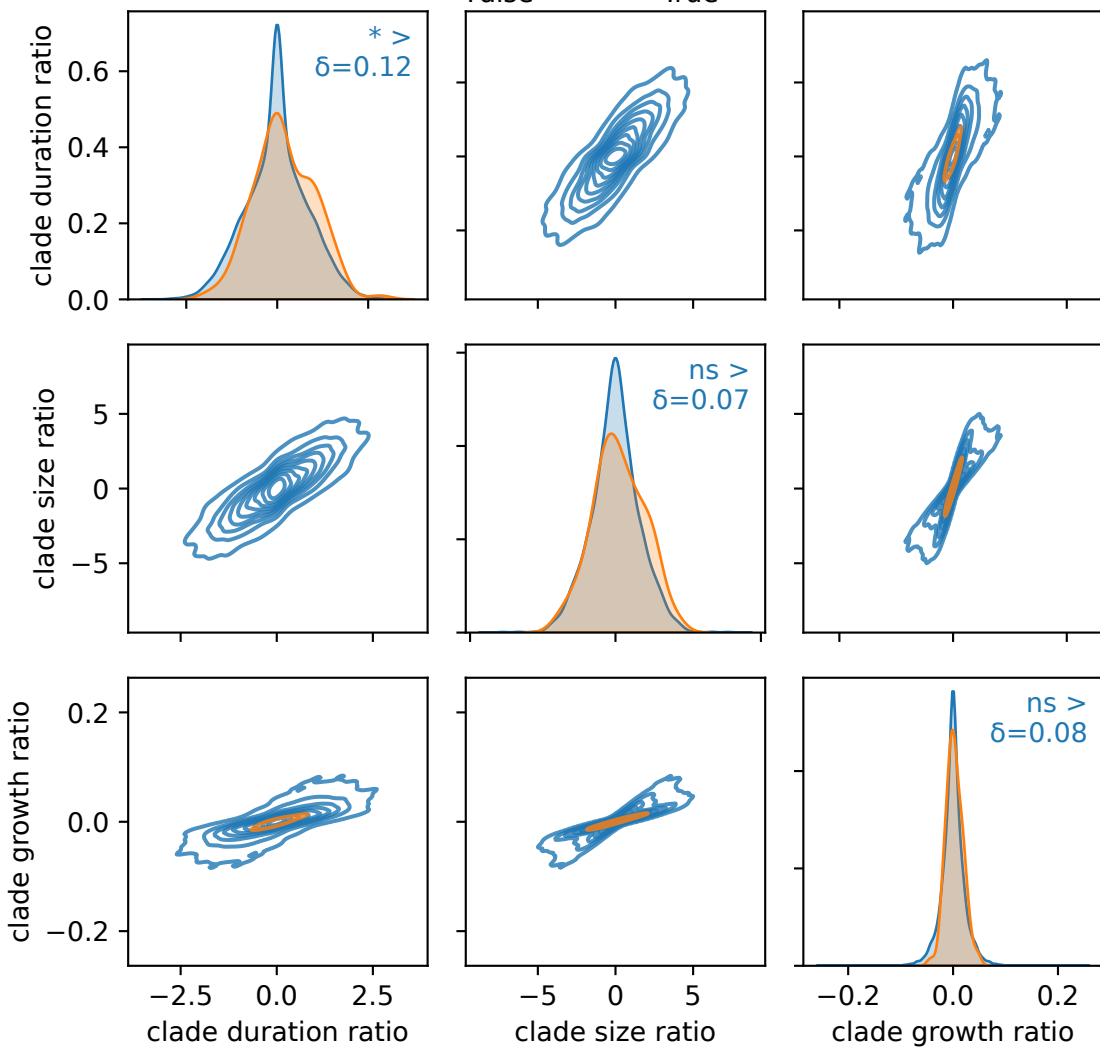 clade duration ratio
0.6
0.4
0.2
0.0
* >
δ=0.12
clade size ratio
5
0
−5
ns >
δ=0.07
clade growth ratio
0.2
0.0
−0.2
ns >
δ=0.08
−2.5 0.0 2.5
clade duration ratio
−5 0 5
clade size ratio
−0.2 0.0 0.2
clade growth ratio